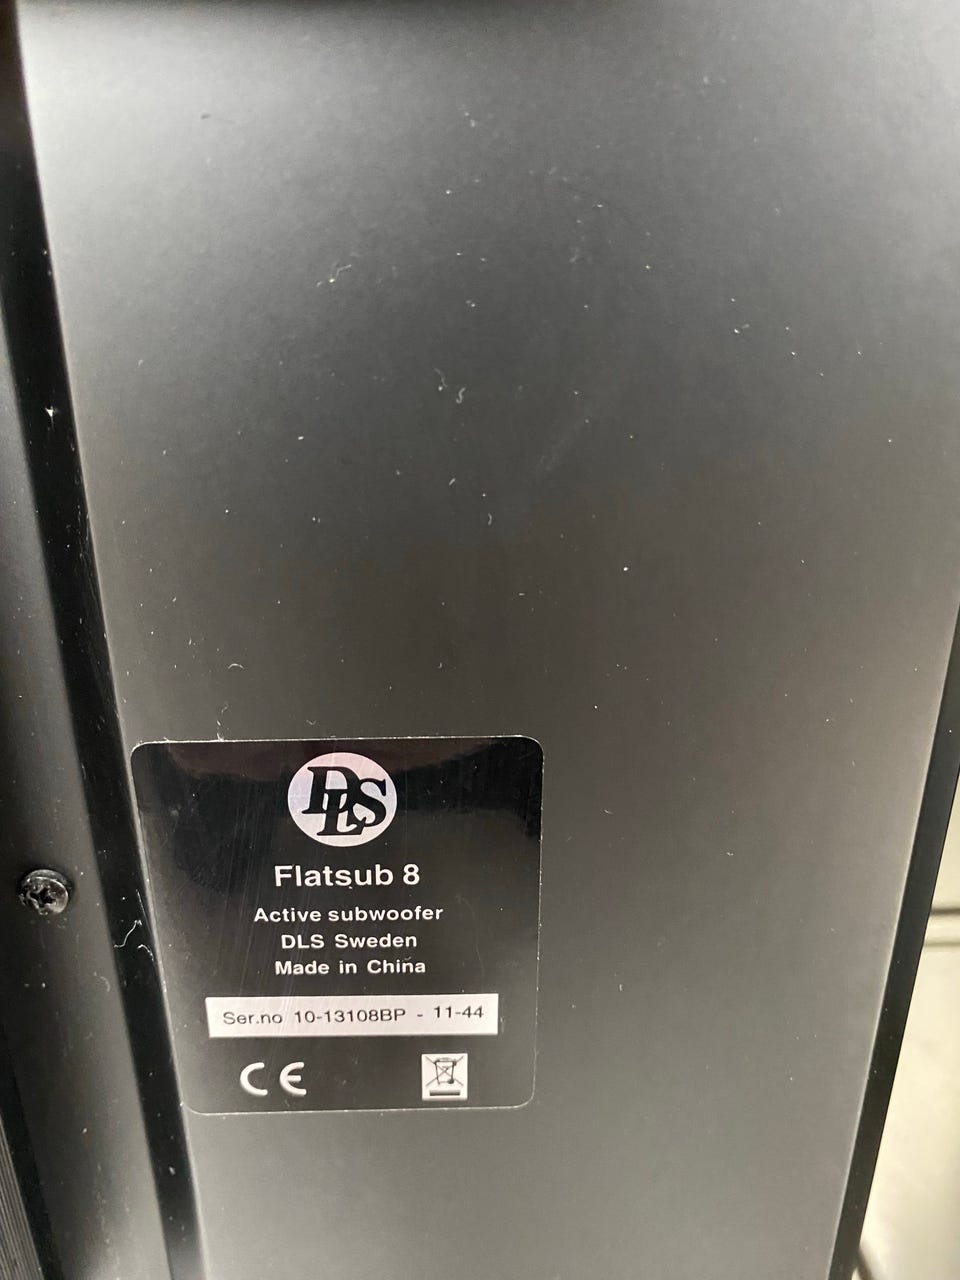 DLS
Flatsub 8
Active subwoofer
DLS Sweden
Made in China
Ser.no 10-13108BP - 11-44
CE